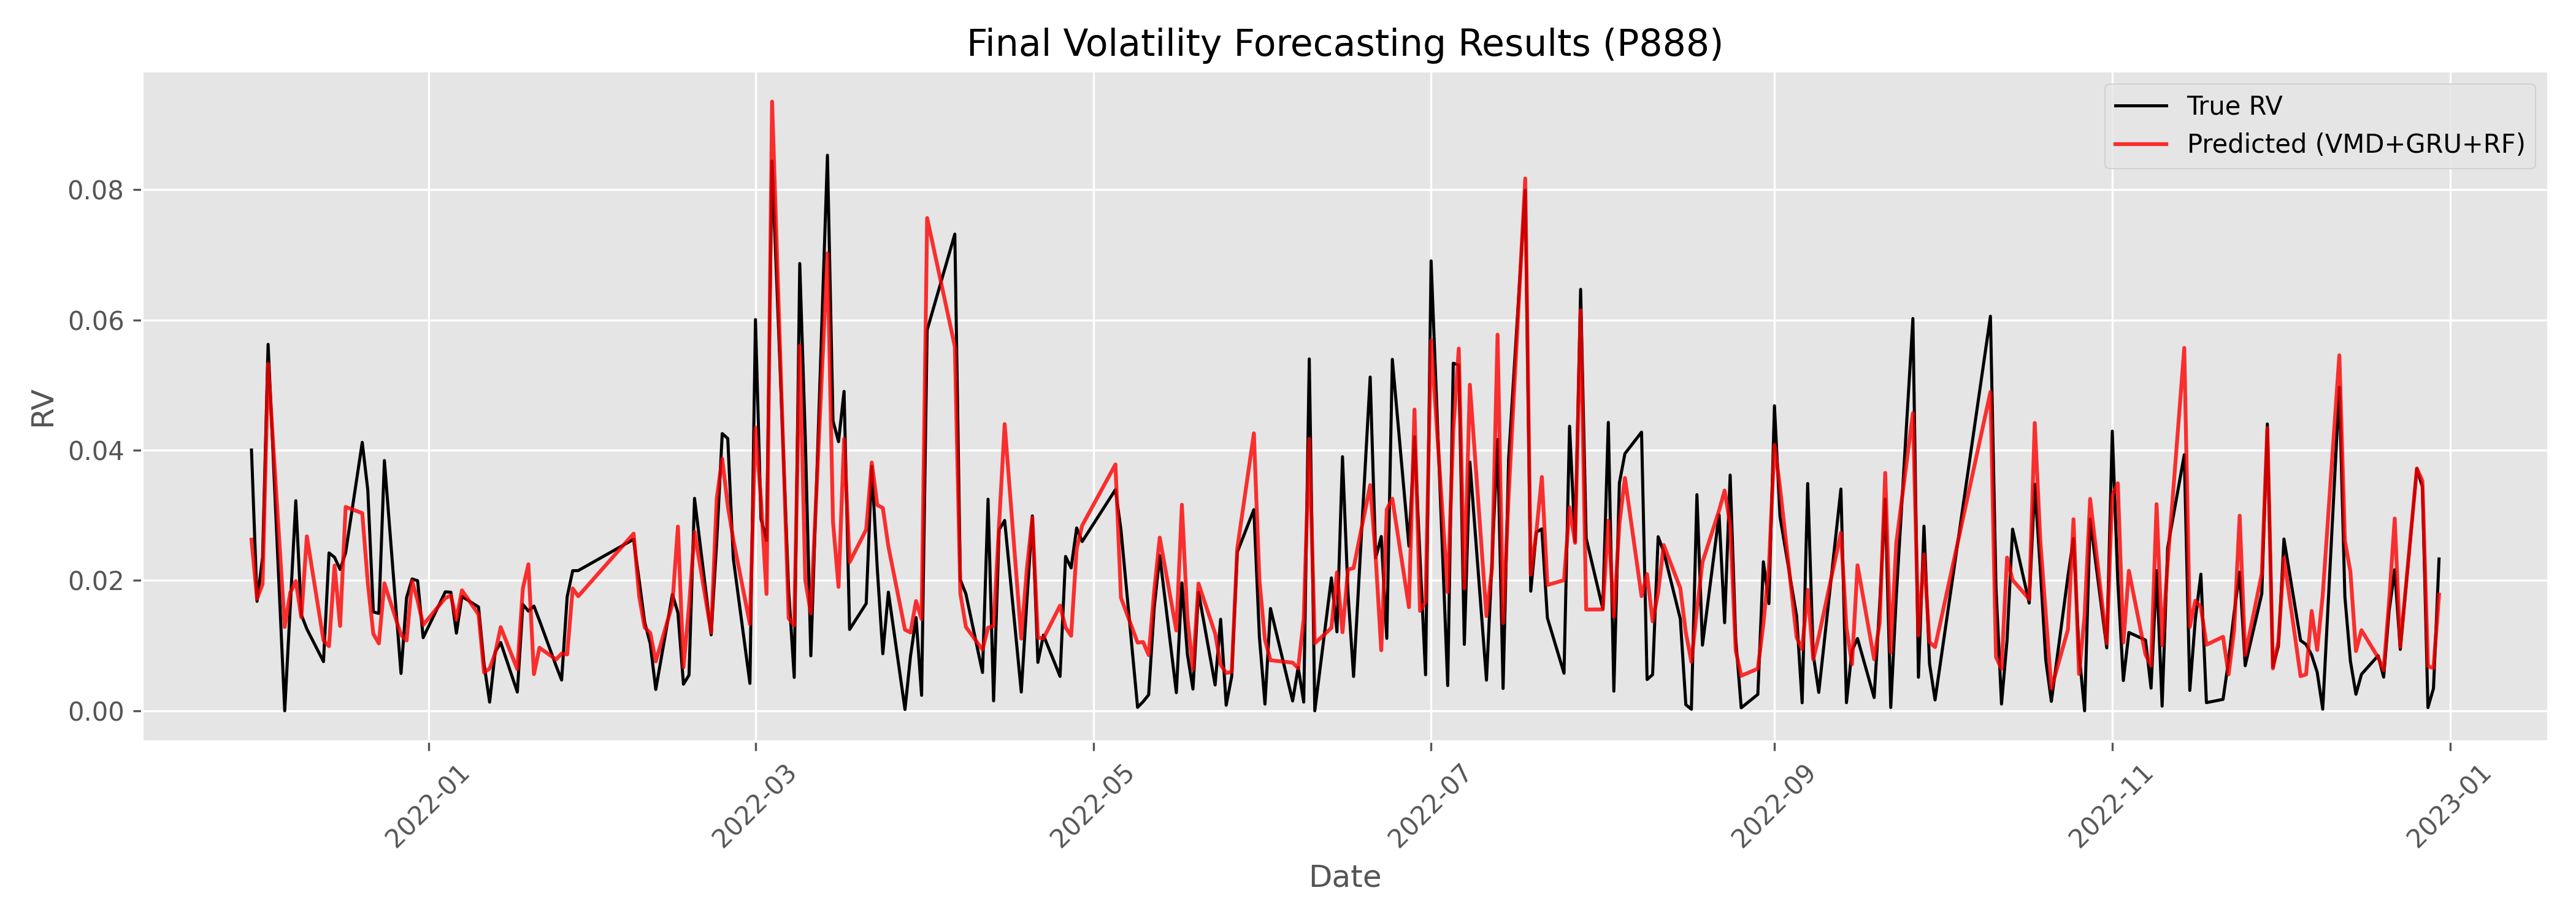 Final Volatility Forecasting Results (P888)
True RV
Predicted (VMD+GRU+RF)
0.08
0.06
0.04
0.02
0.00
RV
2022-01
2022-03
2022-05
2022-07
2022-09
2022-11
2023-01
Date